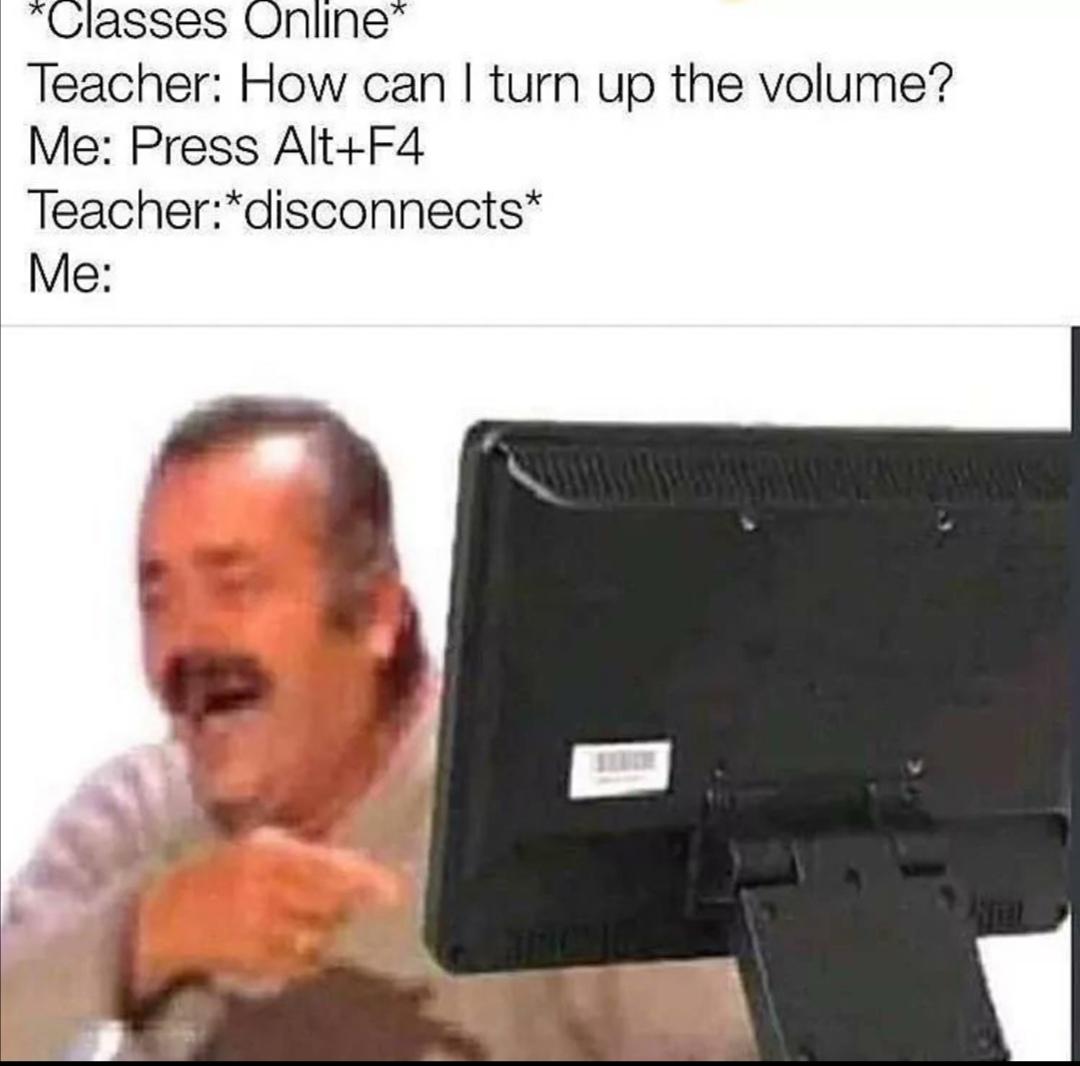 *Classes Online*
Teacher: How can I turn up the volume?
Me: Press Alt+F4
Teacher:*disconnects*
Me: